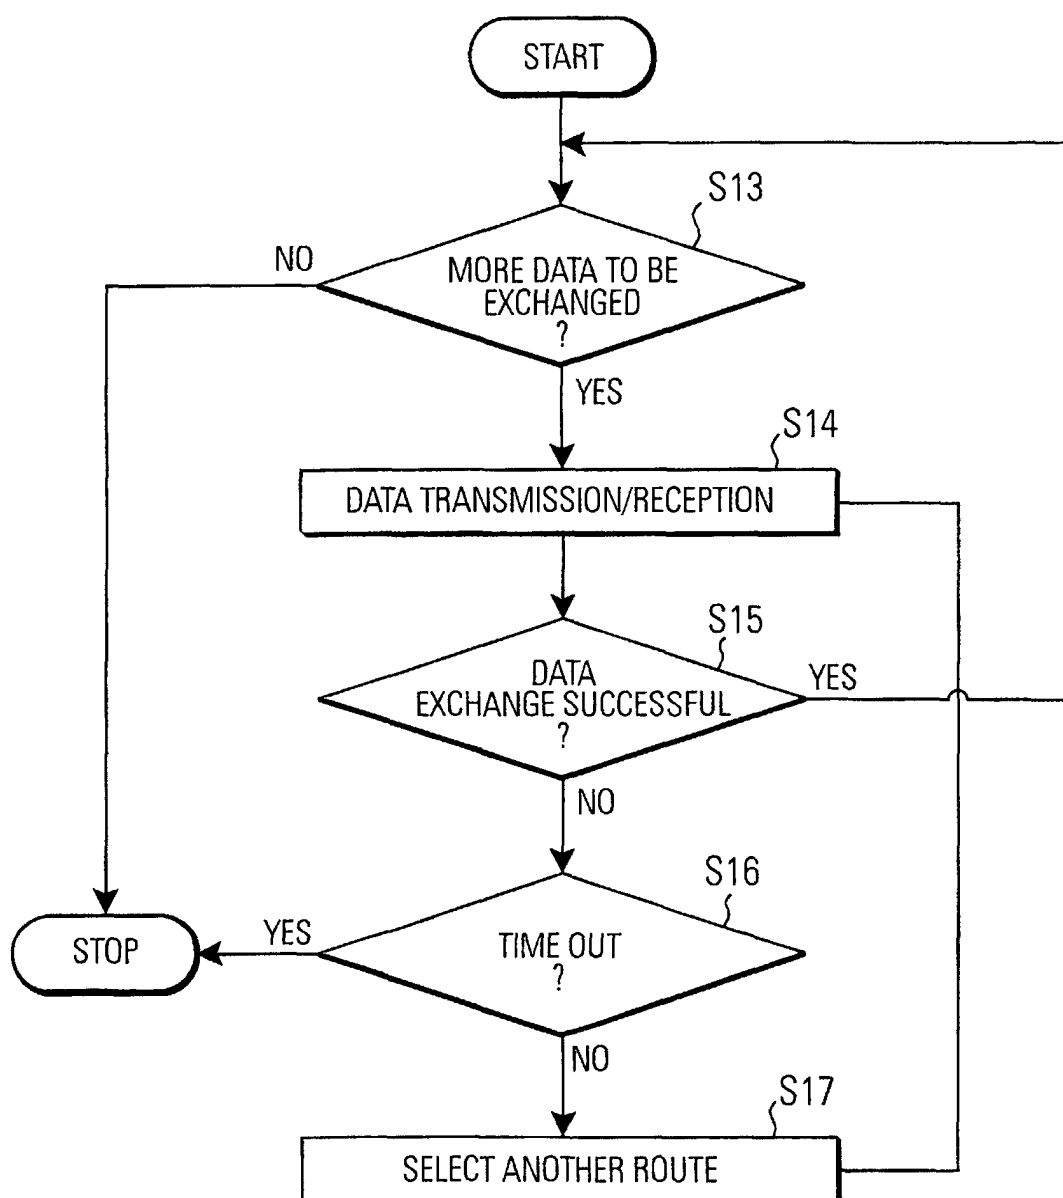 START
S13
NO
MORE DATA TO BE
EXCHANGED
?
YES
S14
DATA TRANSMISSION/RECEPTION
S15
DATA
EXCHANGE SUCCESSFUL
?
YES
NO
S16
STOP
YES
TIME OUT
?
NO
S17
SELECT ANOTHER ROUTE